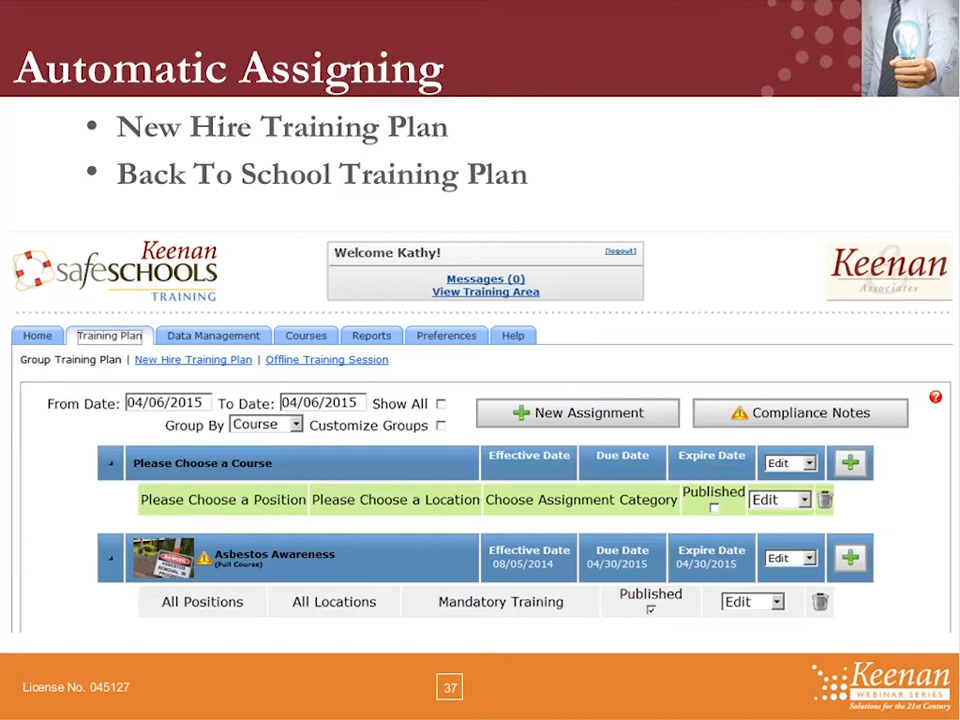 Automatic Assigning
• New Hire Training Plan
• Back To School Training Plan
Keenan
safeSCHOOLS
TRAINING
Welcome Kathy!
[logout]
Messages (0)
View Training Area
Keenan
Associates
Home Training Plan Data Management Courses Reports Preferences Help
Group Training Plan | New Hire Training Plan | Offline Training Session
From Date: 04/06/2015 To Date: 04/06/2015 Show All
Group By Course Customize Groups
New Assignment
Compliance Notes
?
Please Choose a Course Effective Date Due Date Expire Date Edit
Please Choose a Position Please Choose a Location Choose Assignment Category Published Edit
DANGER
ASBESTOS
REMOVAL IN
PROGRESS
Asbestos Awareness
(Full Course)
Effective Date Due Date Expire Date Edit
08/05/2014 04/30/2015 04/30/2015
All Positions All Locations Mandatory Training Published Edit
License No. 045127
37
Keenan
WEBINAR SERIES
Solutions for the 21st Century